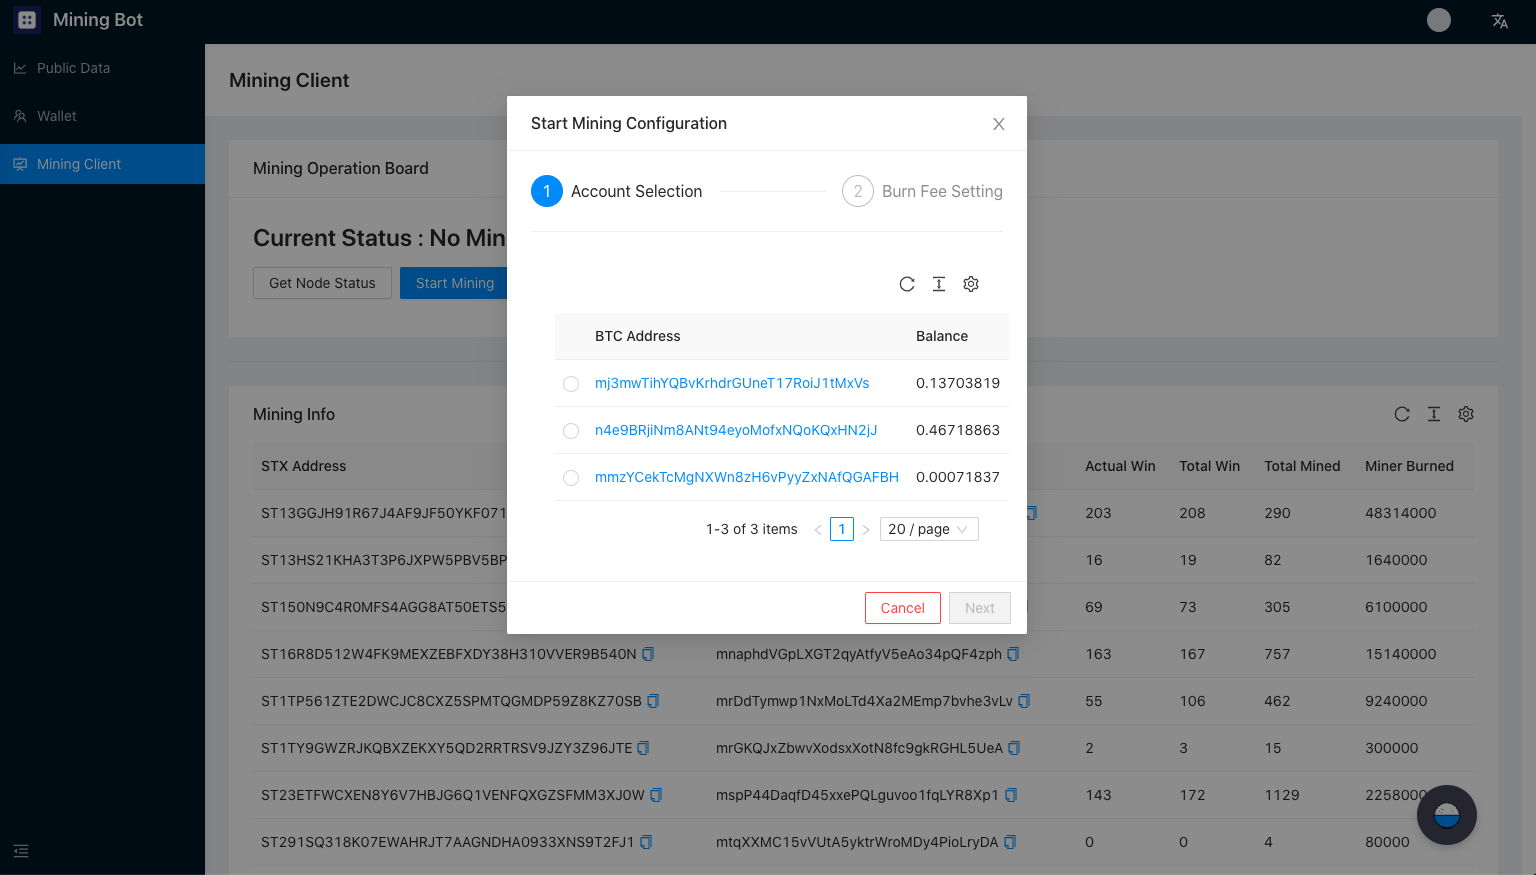 Mining Bot
Public Data
Wallet
Mining Client
Mining Client
Mining Operation Board
Current Status : No Min
Get Node Status Start Mining
Start Mining Configuration
1 Account Selection 2 Burn Fee Setting
BTC Address Balance
mj3mwTihYQBvKrhdrGUneT17RoiJ1tMxVs 0.13703819
n4e9BRjiNm8ANt94eyoMofxNQoKQxHN2jJ 0.46718863
mmzYCekTcMgNXWn8zH6vPyyZxNAfQGAFBH 0.00071837
1-3 of 3 items < 1 > 20 / page
Cancel Next
Mining Info
STX Address Actual Win Total Win Total Mined Miner Burned
ST13GGJH91R67J4AF9JF50YKF071 203 208 290 48314000
ST13HS21KHA3T3P6JXPW5PBV5BP 16 19 82 1640000
ST150N9C4R0MFS4AGG8AT50ETS5 69 73 305 6100000
ST16R8D512W4FK9MEXZEBFXDY38H310VVER9B540N mnaphdVGpLXGT2qyAtfyV5eAo34pQF4zph 163 167 757 15140000
ST1TP561ZTE2DWCJC8CXZ5SPMTQGMDP59Z8KZ70SB mrDdTymwp1NxMoLTd4Xa2MEmp7bvhe3vLv 55 106 462 9240000
ST1TY9GWZRJKQBXZEKXY5QD2RRTRSV9JZY3Z96JTE mrGKQJxZbwvXodsxXotN8fc9gkRGHL5UeA 2 3 15 300000
ST23ETFWCXEN8Y6V7HBJG6Q1VENFQXGZSFMM3XJ0W mspP44DaqfD45xxePQLguvoo1fqLYR8Xp1 143 172 1129 2258000
ST291SQ318K07EWAHRJT7AAGNDHA0933XNS9T2FJ1 mtqXXMC15vVUtA5yktrWroMDy4PioLryDA 0 0 4 80000